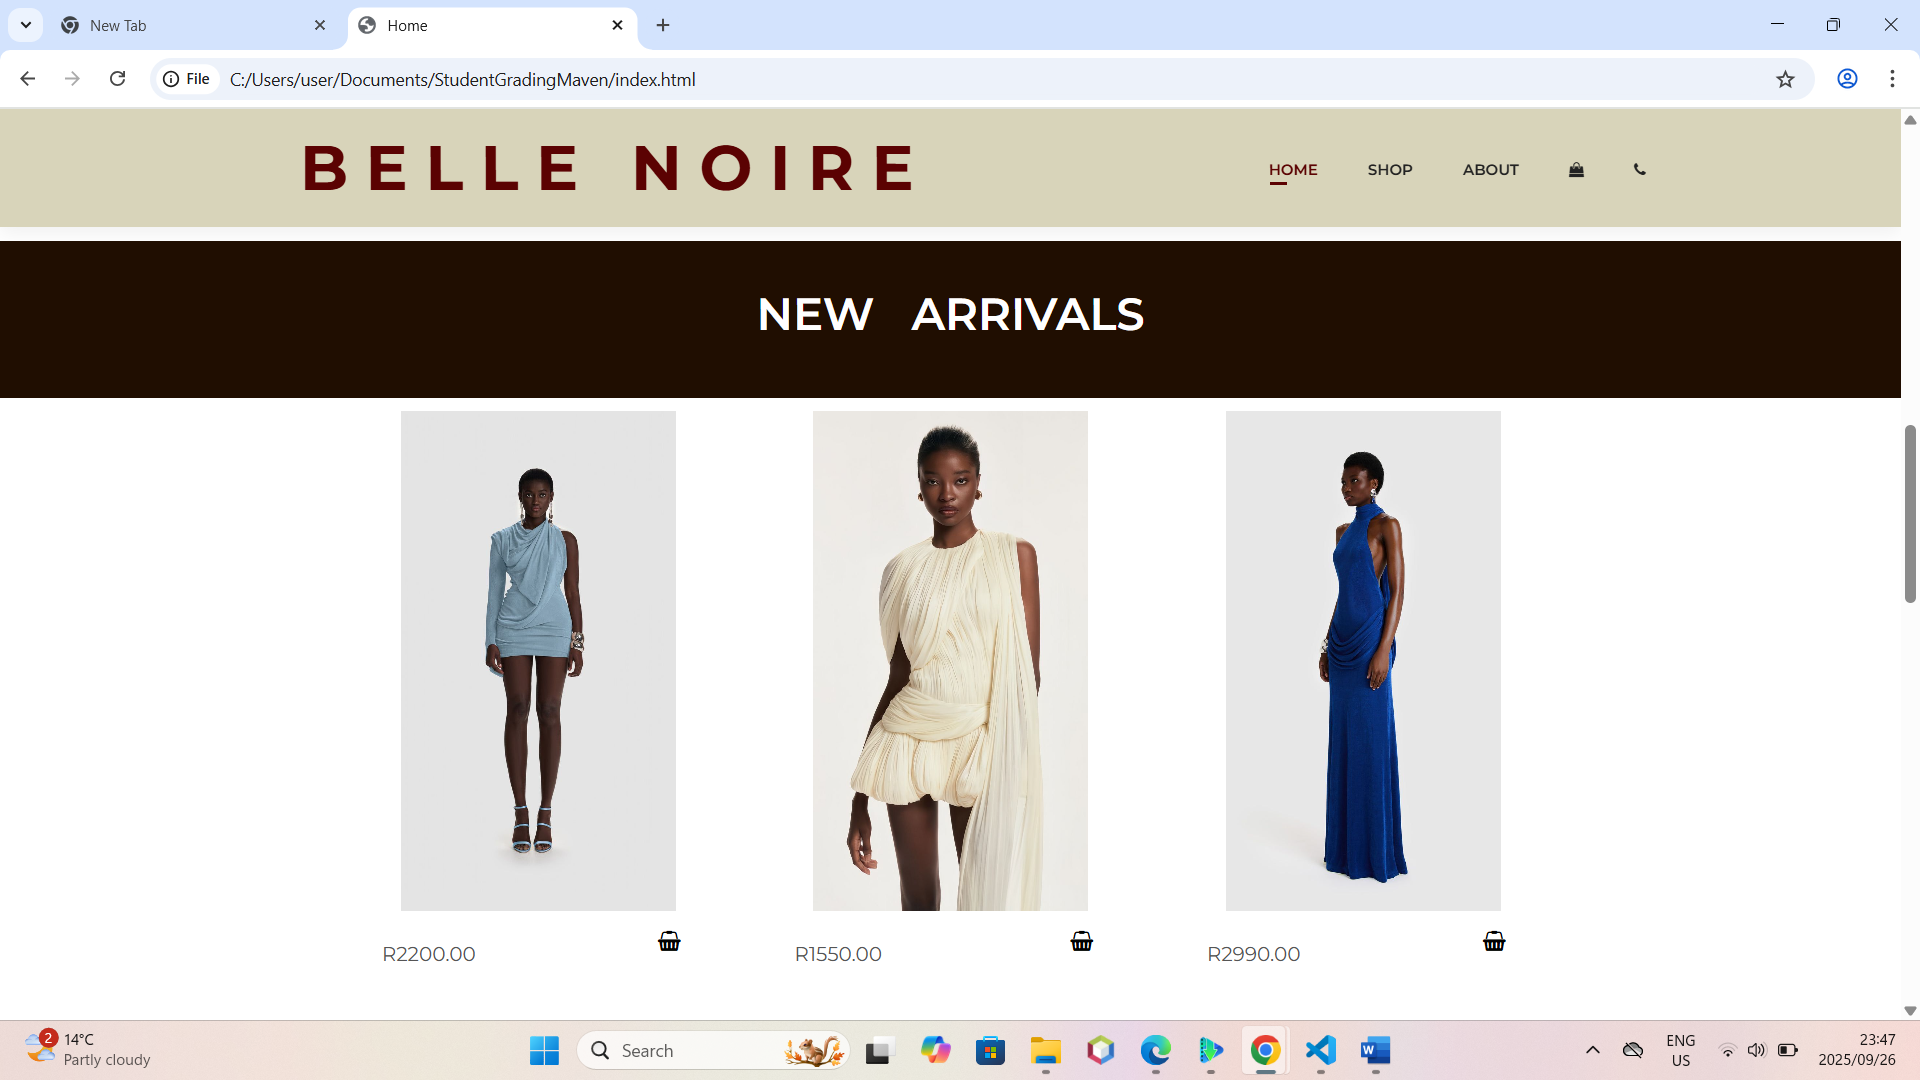 New Tab
Home
File
C:/Users/user/Documents/StudentGradingMaven/index.html
BELLE NOIRE
HOME
SHOP
ABOUT
NEW ARRIVALS
R2200.00
R1550.00
R2990.00
2
14°C
Partly cloudy
Search
W
ENG
US
23:47
2025/09/26